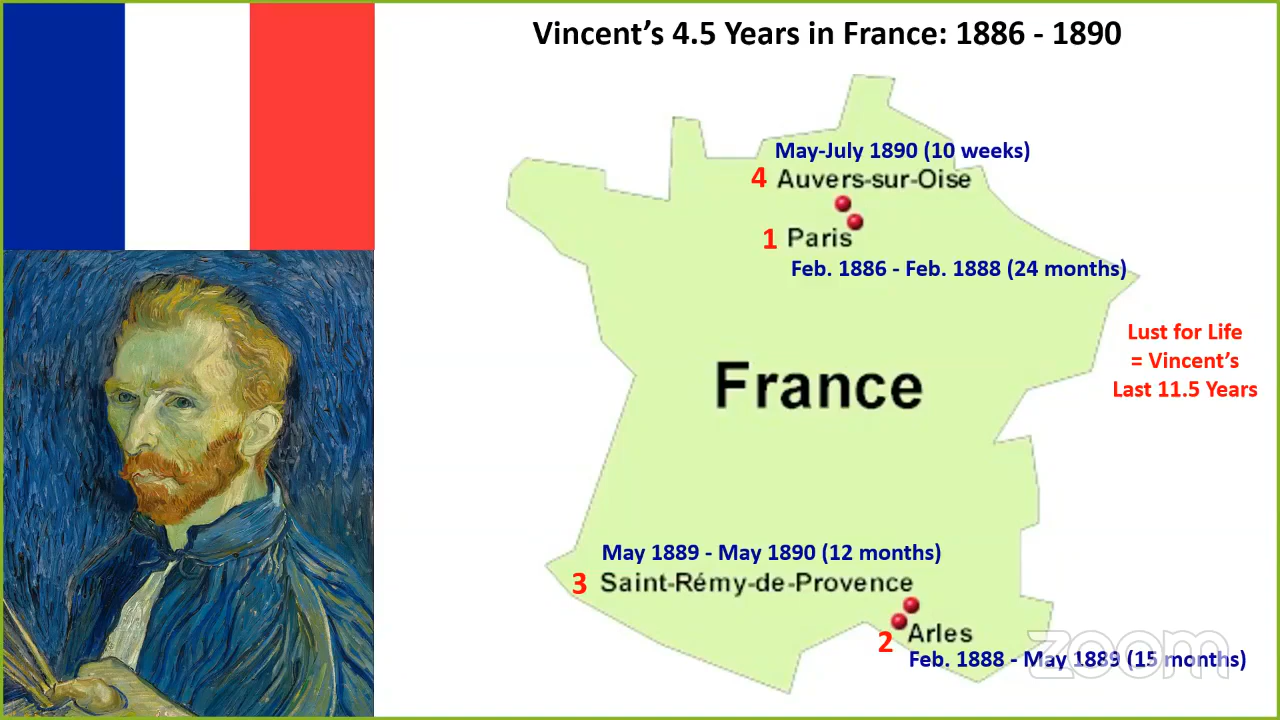 Vincent’s 4.5 Years in France: 1886 - 1890
May-July 1890 (10 weeks)
4 Auvers-sur-Oise
1 Paris
Feb. 1886 - Feb. 1888 (24 months)
Lust for Life
= Vincent’s
Last 11.5 Years
France
May 1889 - May 1890 (12 months)
3 Saint-Rémy-de-Provence
2 Arles
Feb. 1888 - May 1889 (15 months)
zoom